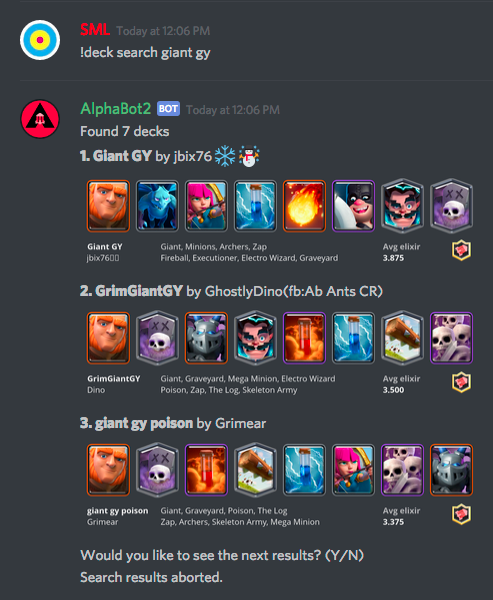 SML Today at 12:06 PM
!deck search giant gy
AlphaBot2 BOT Today at 12:06 PM
Found 7 decks
1. Giant GY by jbix76❄️⛄
Giant GY
jbix76▯▯
Giant, Minions, Archers, Zap
Fireball, Executioner, Electro Wizard, Graveyard
Avg elixir
3.875
2. GrimGiantGY by GhostlyDino(fb:Ab Ants CR)
GrimGiantGY
Dino
Giant, Graveyard, Mega Minion, Electro Wizard
Poison, Zap, The Log, Skeleton Army
Avg elixir
3.500
3. giant gy poison by Grimear
giant gy poison
Grimear
Giant, Graveyard, Poison, The Log
Zap, Archers, Skeleton Army, Mega Minion
Avg elixir
3.375
Would you like to see the next results? (Y/N)
Search results aborted.